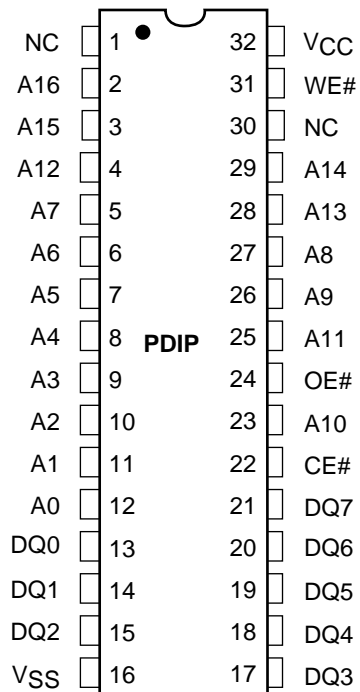 NC 1 32 VCC
A16 2 31 WE#
A15 3 30 NC
A12 4 29 A14
A7 5 28 A13
A6 6 27 A8
A5 7 26 A9
A4 8 PDIP 25 A11
A3 9 24 OE#
A2 10 23 A10
A1 11 22 CE#
A0 12 21 DQ7
DQ0 13 20 DQ6
DQ1 14 19 DQ5
DQ2 15 18 DQ4
VSS 16 17 DQ3